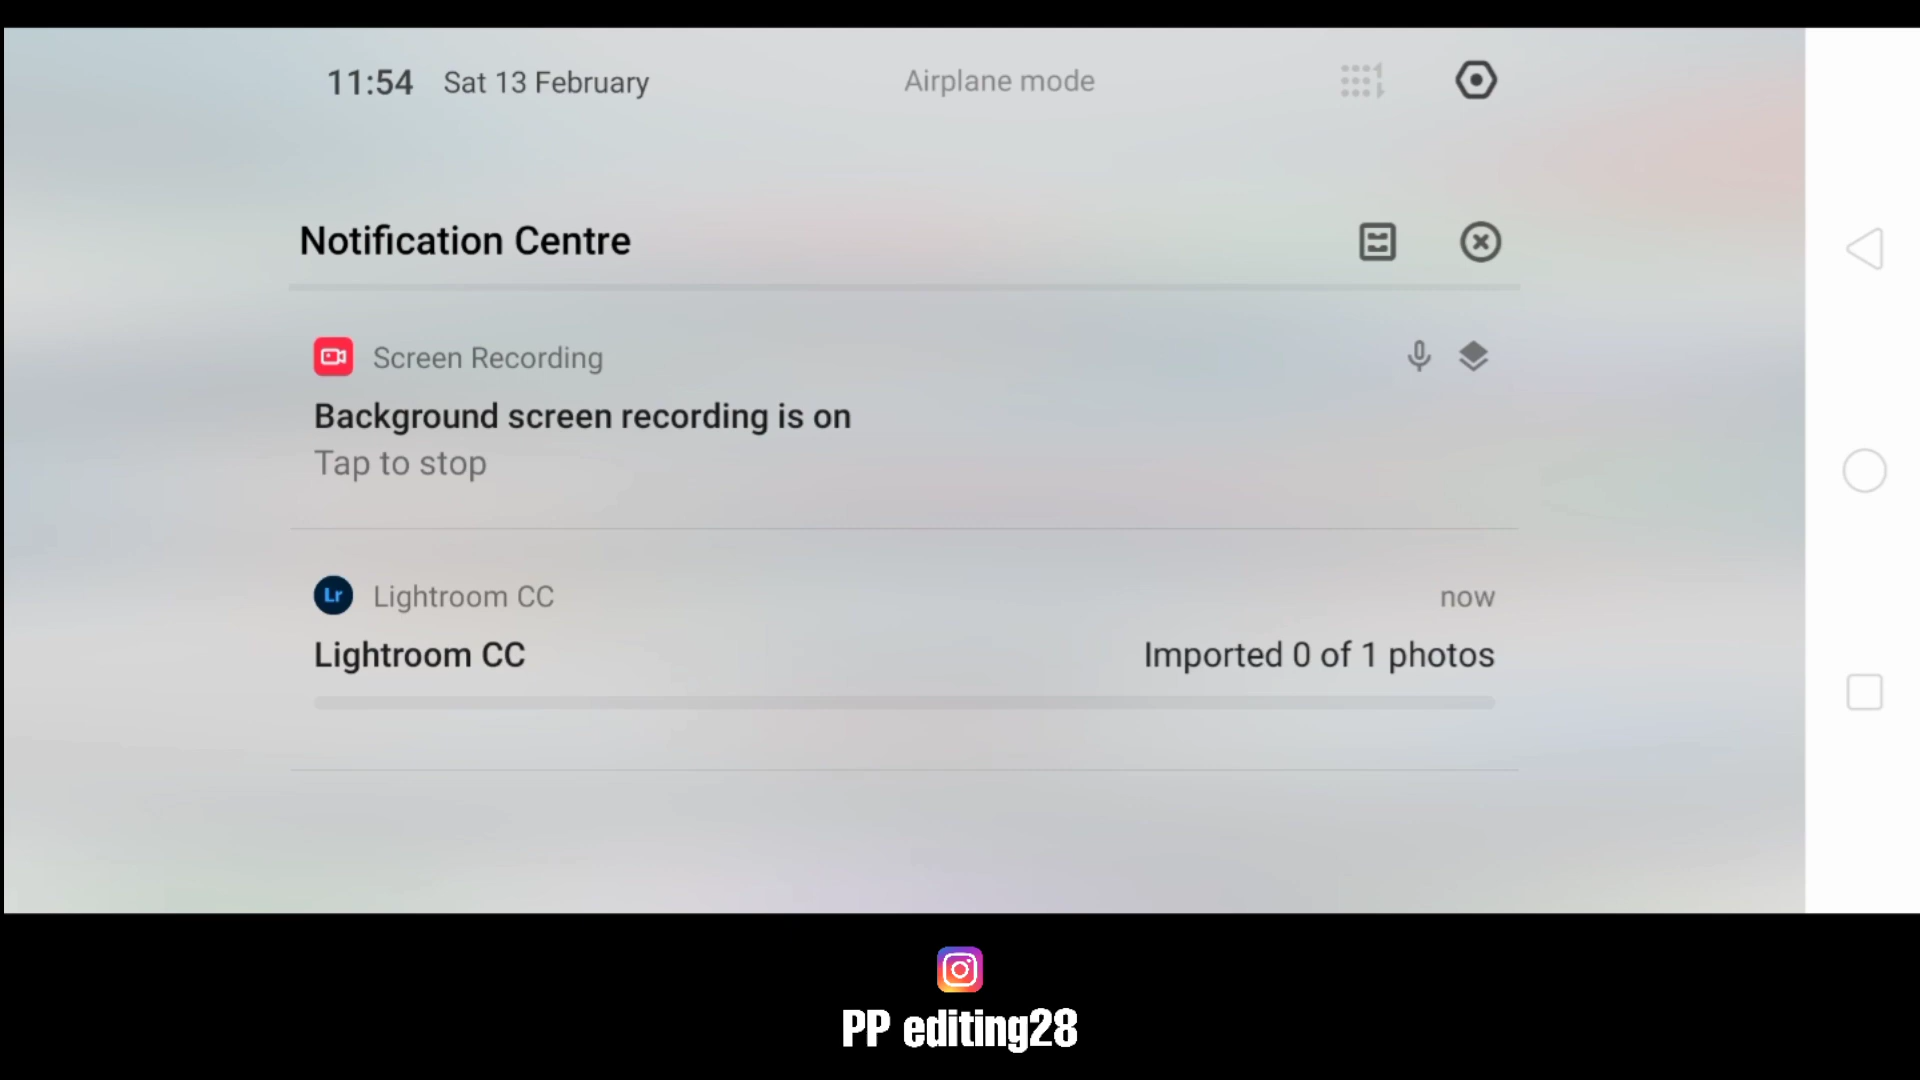 11:54 Sat 13 February Airplane mode
Notification Centre
Screen Recording
Background screen recording is on
Tap to stop
Lr Lightroom CC now
Lightroom CC Imported 0 of 1 photos
PP editing28